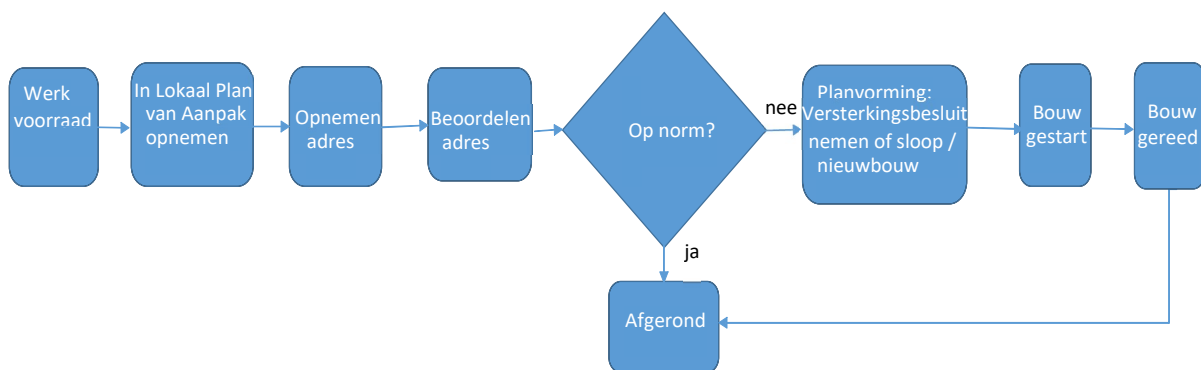 Werk
voorraad
In Lokaal Plan
van Aanpak
opnemen
Opnemen
adres
Beoordelen
adres
Op norm?
nee
Planvorming:
Versterkingsbesluit
nemen of sloop /
nieuwbouw
Bouw
gestart
Bouw
gereed
ja
Afgerond